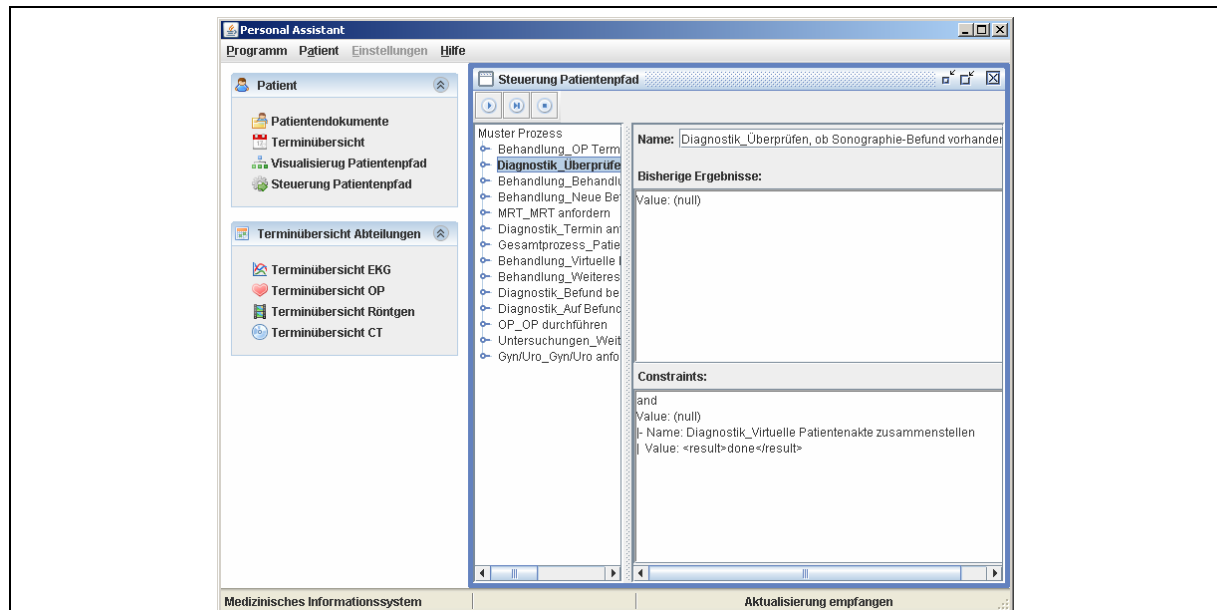 Personal Assistant
Programm Patient Einstellungen Hilfe
Patient
Patientendokumente
Terminübersicht
Visualisierug Patientenpfad
Steuerung Patientenpfad
Terminübersicht Abteilungen
Terminübersicht EKG
Terminübersicht OP
Terminübersicht Röntgen
Terminübersicht CT
Steuerung Patientenpfad
Muster Prozess
Behandlung_OP Term
Diagnostik_Überprüfe
Behandlung_Behandlu
Behandlung_Neue Be
MRT_MRT anfordern
Diagnostik_Termin an
Gesamtprozess_Patie
Behandlung_Virtuelle
Behandlung_Weiteres
Diagnostik_Befund be
Diagnostik_Auf Befund
OP_OP durchführen
Untersuchungen_Weit
Gyn/Uro_Gyn/Uro anfo
Name: Diagnostik_Überprüfen, ob Sonographie-Befund vorhanden
Bisherige Ergebnisse:
Value: (null)
Constraints:
and
Value: (null)
|- Name: Diagnostik_Virtuelle Patientenakte zusammenstellen
| Value: <result>done</result>
Medizinisches Informationssystem
Aktualisierung empfangen